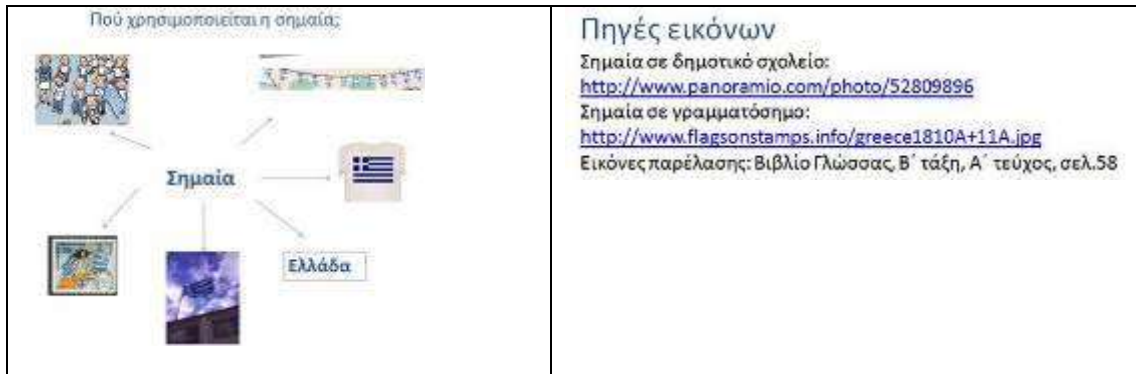 Πού χρησιμοποιείται η σημαία;
Σημαία
Ελλάδα
Πηγές εικόνων
Σημαία σε δημοτικό σχολείο:
http://www.panoramio.com/photo/52809896
Σημαία σε γραμματόσημο:
http://www.flagsonstamps.info/greece1810A+11A.jpg
Εικόνες παρέλασης: Βιβλίο Γλώσσας, Β΄ τάξη, Α΄ τεύχος, σελ.58